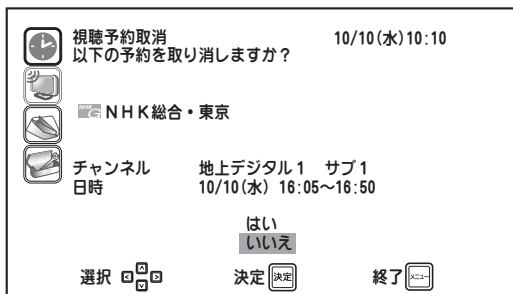 視聴予約取消 10/10(水)10:10
以下の予約を取り消しますか？
NHK G NHK総合・東京
チャンネル 地上デジタル1 サブ1
日時 10/10(水) 16:05～16:50
はい
いいえ
選択 決定 決定 終了 メニュー